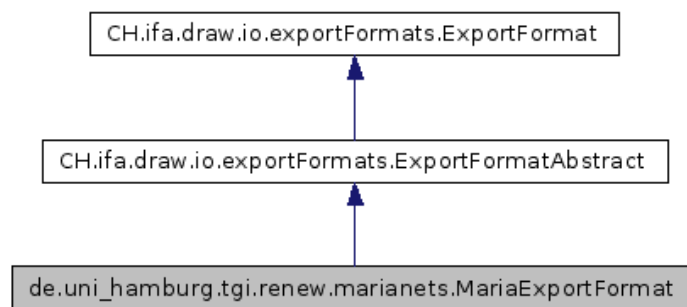 CH.ifa.draw.io.exportFormats.ExportFormat
CH.ifa.draw.io.exportFormats.ExportFormatAbstract
de.uni_hamburg.tgi.renew.marianets.MariaExportFormat